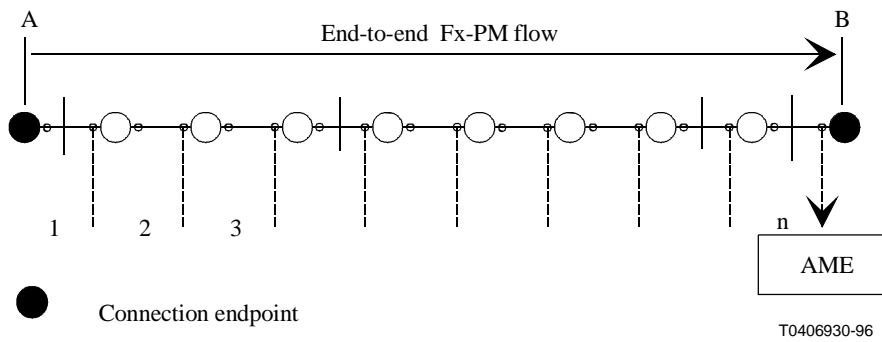 A
B
End-to-end Fx-PM flow
1
2
3
n
AME
Connection endpoint
T0406930-96